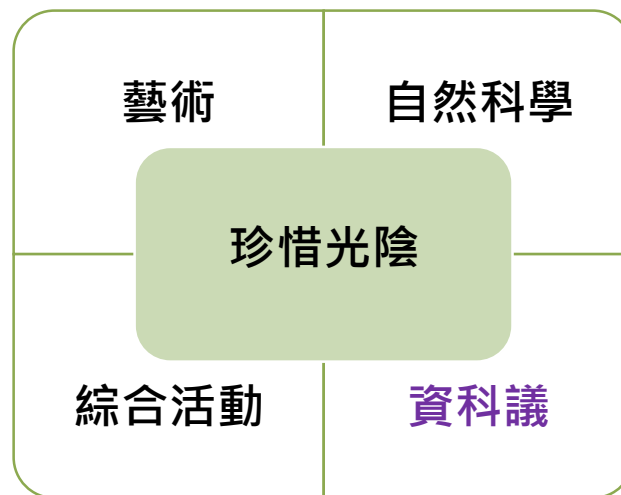 藝術
自然科學
珍惜光陰
綜合活動
資科議